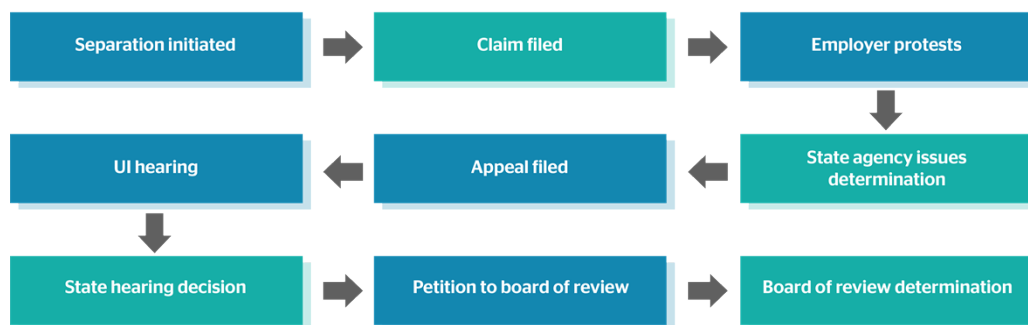 Separation initiated
Claim filed
Employer protests
UI hearing
Appeal filed
State agency issues
determination
State hearing decision
Petition to board of review
Board of review determination